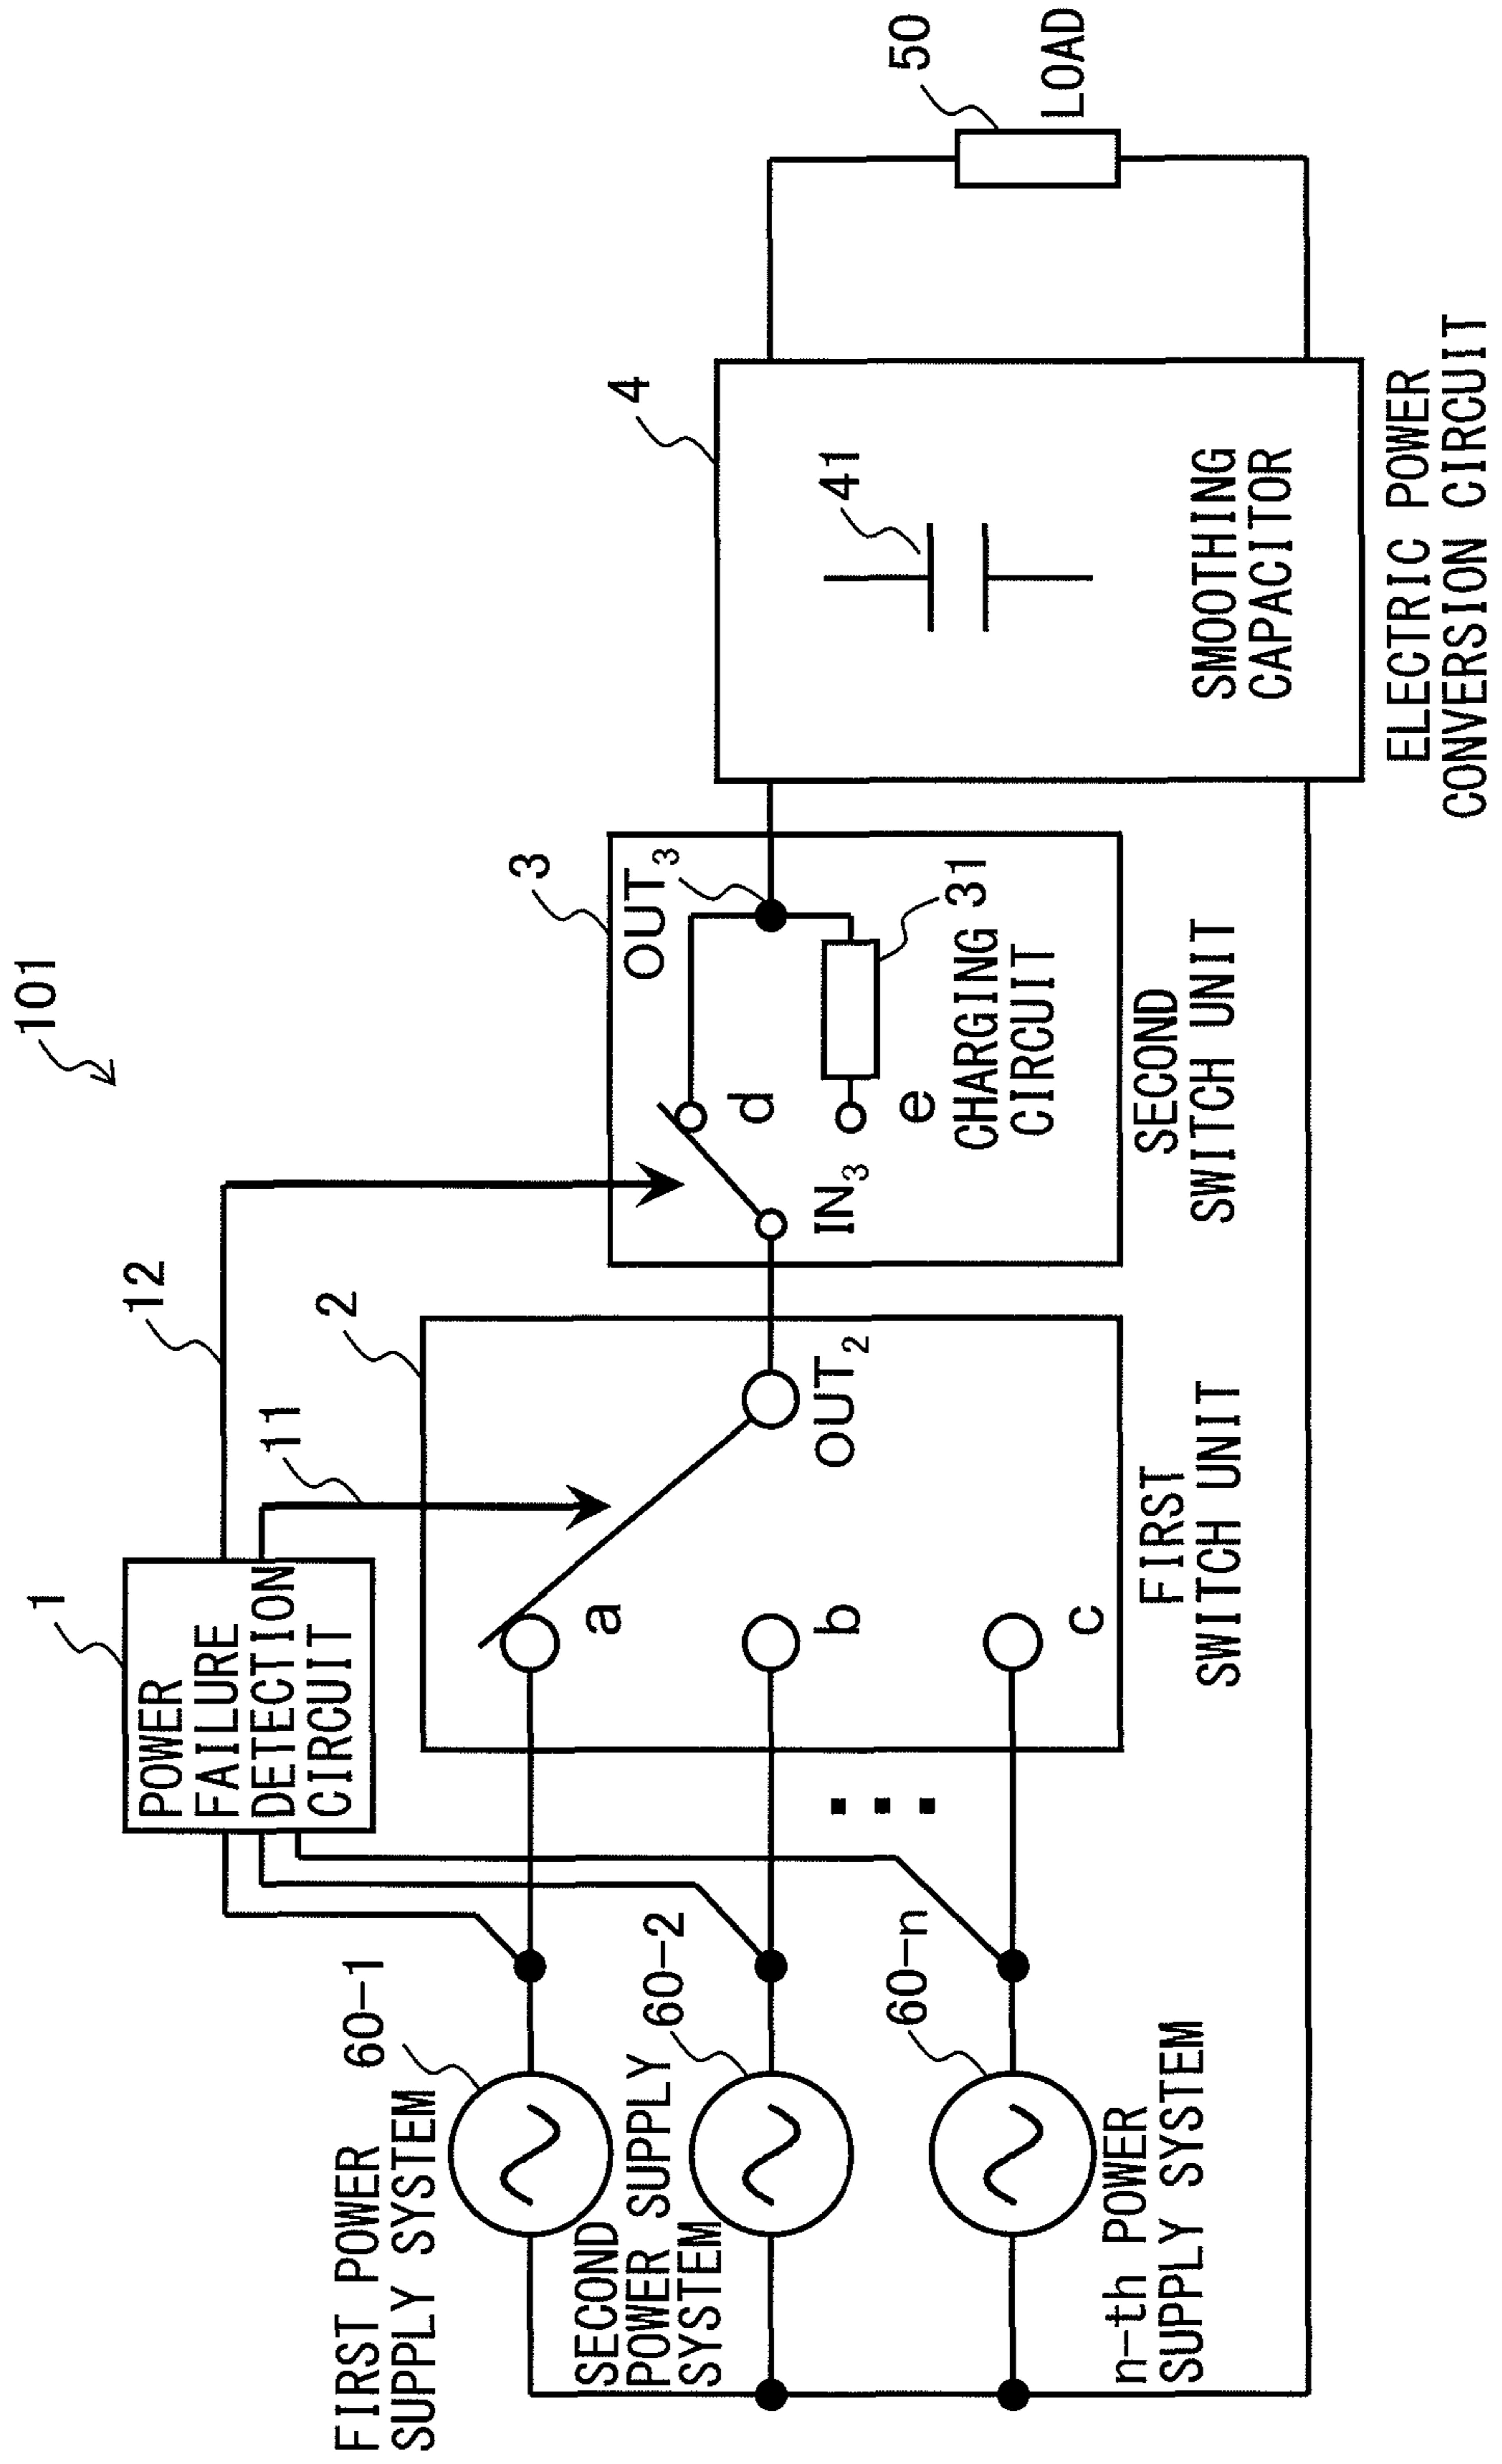 101
1
POWER
FAILURE
DETECTION
CIRCUIT
12
11
2
3
4
50
LOAD
FIRST POWER
SUPPLY SYSTEM
60-1
SECOND
POWER SUPPLY
SYSTEM
60-2
n-th POWER
SUPPLY SYSTEM
60-n
a
b
c
OUT₂
FIRST
SWITCH UNIT
IN₃
d
e
OUT₃
31
CHARGING
CIRCUIT
SECOND
SWITCH UNIT
41
SMOOTHING
CAPACITOR
ELECTRIC POWER
CONVERSION CIRCUIT